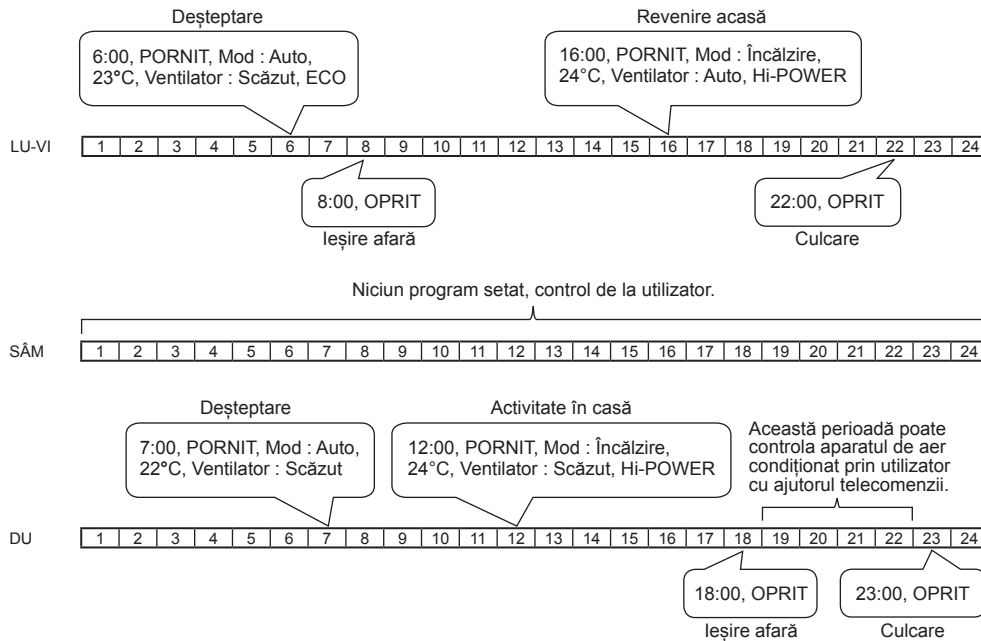 Deșteptare
6:00, PORNIT, Mod : Auto,
23°C, Ventilator : Scăzut, ECO
Revenire acasă
16:00, PORNIT, Mod : Încălzire,
24°C, Ventilator : Auto, Hi-POWER
LU-VI
1 2 3 4 5 6 7 8 9 10 11 12 13 14 15 16 17 18 19 20 21 22 23 24
8:00, OPRIT
Ieșire afară
22:00, OPRIT
Culcare
Niciun program setat, control de la utilizator.
SÂM
1 2 3 4 5 6 7 8 9 10 11 12 13 14 15 16 17 18 19 20 21 22 23 24
Deșteptare
7:00, PORNIT, Mod : Auto,
22°C, Ventilator : Scăzut
Activitate în casă
12:00, PORNIT, Mod : Încălzire,
24°C, Ventilator : Scăzut, Hi-POWER
Această perioadă poate
controla aparatul de aer
condiționat prin utilizator
cu ajutorul telecomenzii.
DU
1 2 3 4 5 6 7 8 9 10 11 12 13 14 15 16 17 18 19 20 21 22 23 24
18:00, OPRIT
Ieșire afară
23:00, OPRIT
Culcare